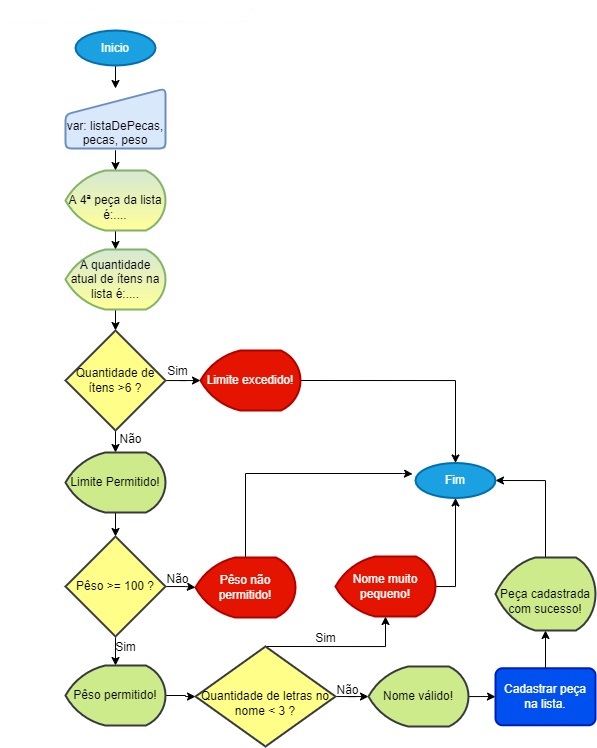 Inicio
var: listaDePecas,
pecas, peso
A 4ª peça da lista
é:....
A quantidade
atual de ítens na
lista é:....
Quantidade de
ítens >6 ?
Sim
Limite excedido!
Não
Limite Permitido!
Fim
Pêso >= 100 ?
Não
Pêso não
permitido!
Nome muito
pequeno!
Peça cadastrada
com sucesso!
Sim
Sim
Pêso permitido!
Quantidade de letras no
nome < 3 ?
Não
Nome válido!
Cadastrar peça
na lista.